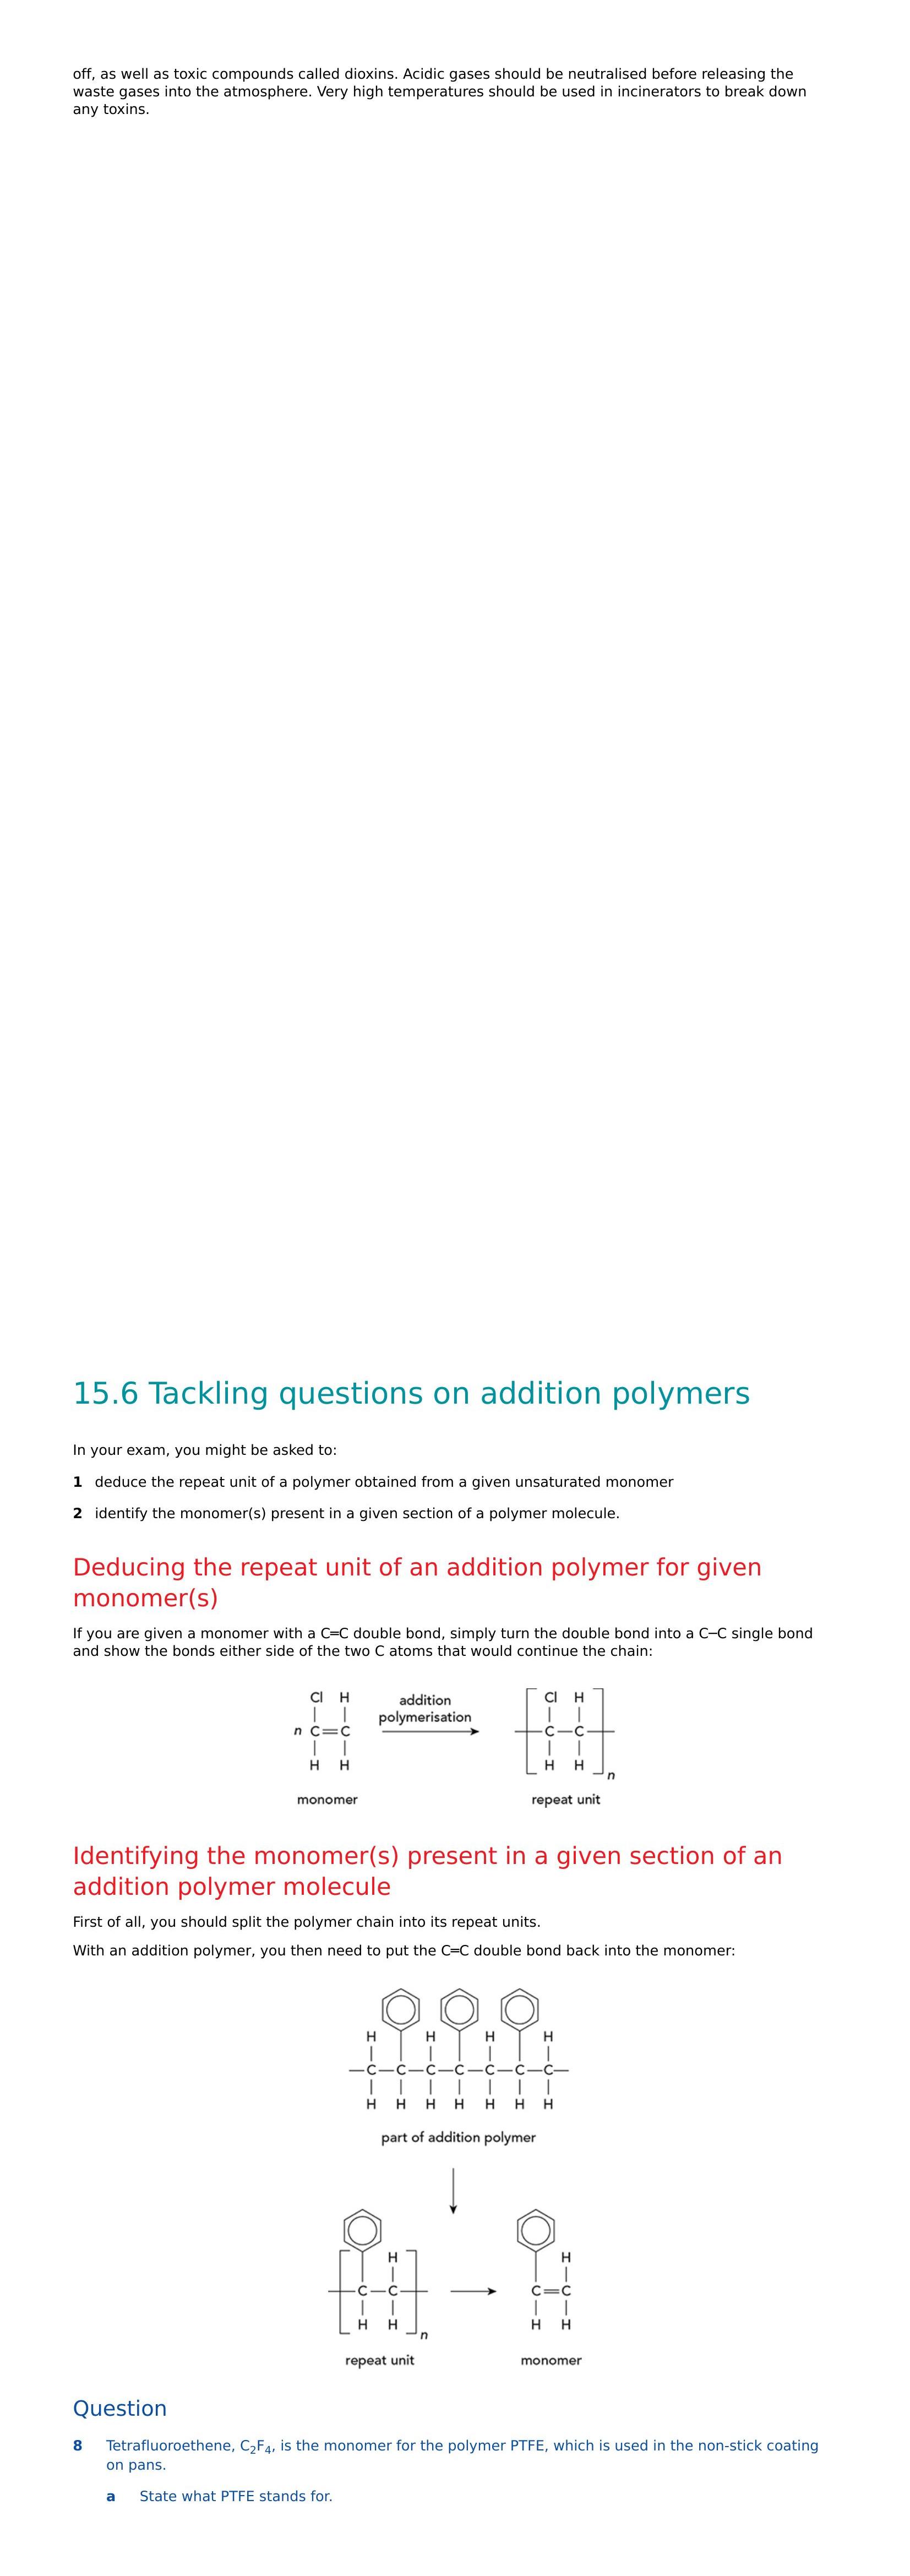 off, as well as toxic compounds called dioxins. Acidic gases should be neutralised before releasing the
waste gases into the atmosphere. Very high temperatures should be used in incinerators to break down
any toxins.
15.6 Tackling questions on addition polymers
In your exam, you might be asked to:
1 deduce the repeat unit of a polymer obtained from a given unsaturated monomer
2 identify the monomer(s) present in a given section of a polymer molecule.
Deducing the repeat unit of an addition polymer for given
monomer(s)
If you are given a monomer with a C=C double bond, simply turn the double bond into a C−C single bond
and show the bonds either side of the two C atoms that would continue the chain:
Cl H addition Cl H
polymerisation
n C=C —C—C—
H H H H n
monomer repeat unit
Identifying the monomer(s) present in a given section of an
addition polymer molecule
First of all, you should split the polymer chain into its repeat units.
With an addition polymer, you then need to put the C=C double bond back into the monomer:
H H H H
—C—C—C—C—C—C—C—
H H H H H H H
part of addition polymer
H H
—C—C— C=C
H H n H H
repeat unit monomer
Question
8 Tetrafluoroethene, C₂F₄, is the monomer for the polymer PTFE, which is used in the non-stick coating
on pans.
a State what PTFE stands for.